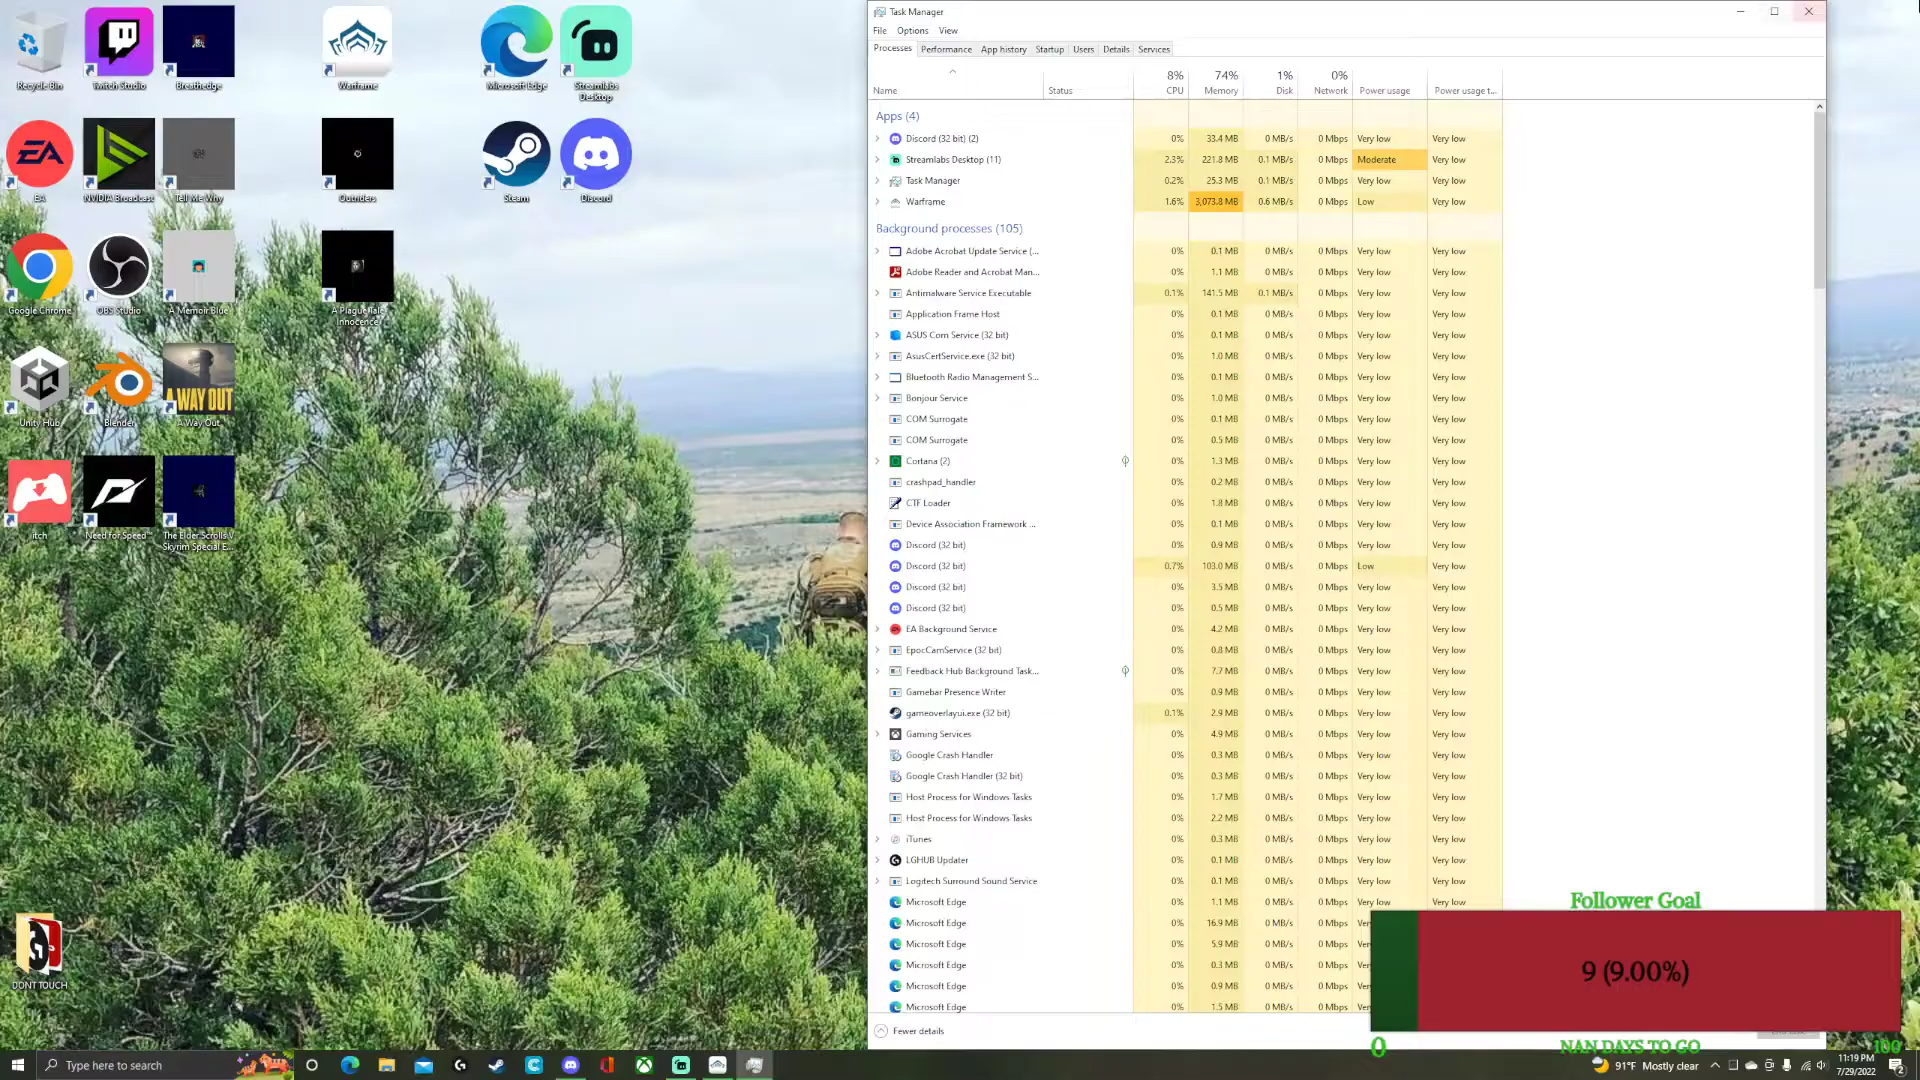 Recycle Bin
Twitch Studio
Breathedge
Warframe
Microsoft Edge
Streamlabs Desktop
EA
NVIDIA Broadcast
Tell Me Why
Outriders
Steam
Discord
Google Chrome
OBS Studio
A Memoir Blue
A Plague Tale Innocence
Unity Hub
Blender
A WAY OUT
A Way Out
itch
Need for Speed™
The Elder Scrolls V
Skyrim Special E...
DONT TOUCH
Task Manager
File Options View
Processes Performance App history Startup Users Details Services
8% 74% 1% 0%
Name Status CPU Memory Disk Network Power usage Power usage t...
Apps (4)
Discord (32 bit) (2) 0% 33.4 MB 0 MB/s 0 Mbps Very low Very low
Streamlabs Desktop (11) 2.3% 221.8 MB 0.1 MB/s 0 Mbps Moderate Very low
Task Manager 0.2% 25.3 MB 0.1 MB/s 0 Mbps Very low Very low
Warframe 1.6% 3,073.8 MB 0.6 MB/s 0 Mbps Low Very low
Background processes (105)
Adobe Acrobat Update Service (... 0% 0.1 MB 0 MB/s 0 Mbps Very low Very low
Adobe Reader and Acrobat Man... 0% 1.1 MB 0 MB/s 0 Mbps Very low Very low
Antimalware Service Executable 0.1% 141.5 MB 0.1 MB/s 0 Mbps Very low Very low
Application Frame Host 0% 0.1 MB 0 MB/s 0 Mbps Very low Very low
ASUS Com Service (32 bit) 0% 0.1 MB 0 MB/s 0 Mbps Very low Very low
AsusCertService.exe (32 bit) 0% 1.0 MB 0 MB/s 0 Mbps Very low Very low
Bluetooth Radio Management S... 0% 0.1 MB 0 MB/s 0 Mbps Very low Very low
Bonjour Service 0% 1.0 MB 0 MB/s 0 Mbps Very low Very low
COM Surrogate 0% 0.1 MB 0 MB/s 0 Mbps Very low Very low
COM Surrogate 0% 0.5 MB 0 MB/s 0 Mbps Very low Very low
Cortana (2) 0% 1.3 MB 0 MB/s 0 Mbps Very low Very low
crashpad_handler 0% 0.2 MB 0 MB/s 0 Mbps Very low Very low
CTF Loader 0% 1.8 MB 0 MB/s 0 Mbps Very low Very low
Device Association Framework ... 0% 0.1 MB 0 MB/s 0 Mbps Very low Very low
Discord (32 bit) 0% 0.9 MB 0 MB/s 0 Mbps Very low Very low
Discord (32 bit) 0.7% 103.0 MB 0 MB/s 0 Mbps Low Very low
Discord (32 bit) 0% 3.5 MB 0 MB/s 0 Mbps Very low Very low
Discord (32 bit) 0% 0.5 MB 0 MB/s 0 Mbps Very low Very low
EA Background Service 0% 4.2 MB 0 MB/s 0 Mbps Very low Very low
EpocCamService (32 bit) 0% 0.8 MB 0 MB/s 0 Mbps Very low Very low
Feedback Hub Background Task... 0% 7.7 MB 0 MB/s 0 Mbps Very low Very low
Gamebar Presence Writer 0% 0.9 MB 0 MB/s 0 Mbps Very low Very low
gameoverlayui.exe (32 bit) 0.1% 2.9 MB 0 MB/s 0 Mbps Very low Very low
Gaming Services 0% 4.9 MB 0 MB/s 0 Mbps Very low Very low
Google Crash Handler 0% 0.3 MB 0 MB/s 0 Mbps Very low Very low
Google Crash Handler (32 bit) 0% 0.3 MB 0 MB/s 0 Mbps Very low Very low
Host Process for Windows Tasks 0% 1.7 MB 0 MB/s 0 Mbps Very low Very low
Host Process for Windows Tasks 0% 2.2 MB 0 MB/s 0 Mbps Very low Very low
iTunes 0% 0.3 MB 0 MB/s 0 Mbps Very low Very low
LGHUB Updater 0% 0.1 MB 0 MB/s 0 Mbps Very low Very low
Logitech Surround Sound Service 0% 0.1 MB 0 MB/s 0 Mbps Very low Very low
Microsoft Edge 0% 1.1 MB 0 MB/s 0 Mbps Very low Very low
Microsoft Edge 0% 16.9 MB 0 MB/s 0 Mbps Ver
Microsoft Edge 0% 5.9 MB 0 MB/s 0 Mbps Ver
Microsoft Edge 0% 0.3 MB 0 MB/s 0 Mbps Ver
Microsoft Edge 0% 0.9 MB 0 MB/s 0 Mbps Ver
Microsoft Edge 0% 1.5 MB 0 MB/s 0 Mbps Ver
Fewer details
Follower Goal
9 (9.00%)
0 NAN DAYS TO GO 100
Type here to search
91°F Mostly clear
11:19 PM
7/29/2022
2